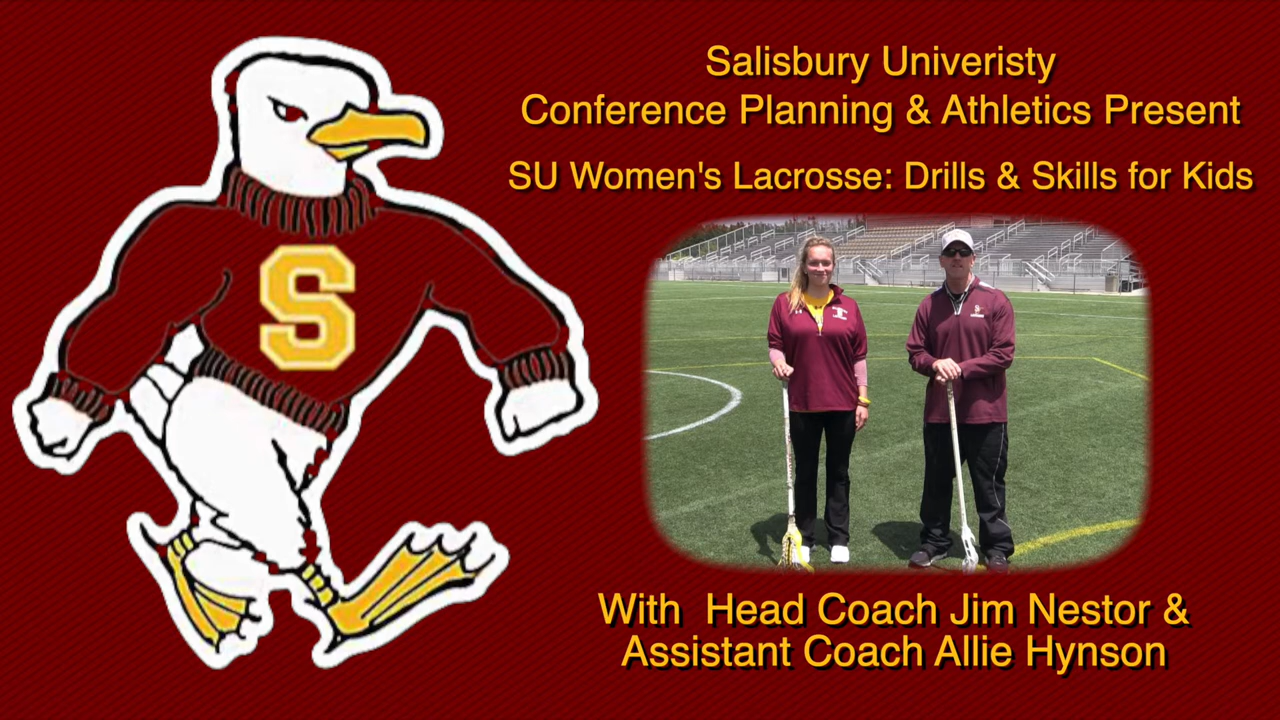 Salisbury Univeristy
Conference Planning & Athletics Present
SU Women's Lacrosse: Drills & Skills for Kids
S
With  Head Coach Jim Nestor &
Assistant Coach Allie Hynson